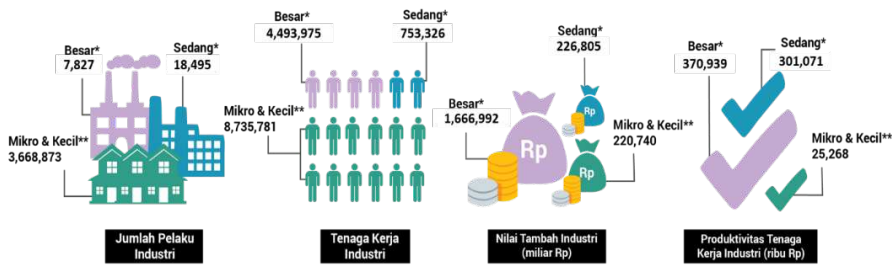 Besar*
7,827
Sedang*
18,495
Mikro & Kecil**
3,668,873
Jumlah Pelaku
Industri
Besar*
4,493,975
Sedang*
753,326
Mikro & Kecil**
8,735,781
Tenaga Kerja
Industri
Sedang*
226,805
Besar*
1,666,992
Rp
Rp
Mikro & Kecil**
220,740
Rp
Nilai Tambah Industri
(miliar Rp)
Besar*
370,939
Sedang*
301,071
Mikro & Kecil**
25,268
Produktivitas Tenaga
Kerja Industri (ribu Rp)